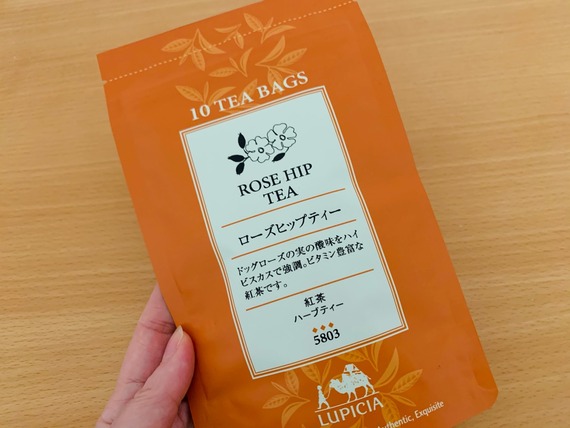 10 TEA BAGS
ROSE HIP
TEA
ローズヒップティー
ドッグローズの実の酸味をハイ
ビスカスで強調。ビタミン豊富な
紅茶です。
紅茶
ハーブティー
5803
LUPICIA
Authentic, Exquisite